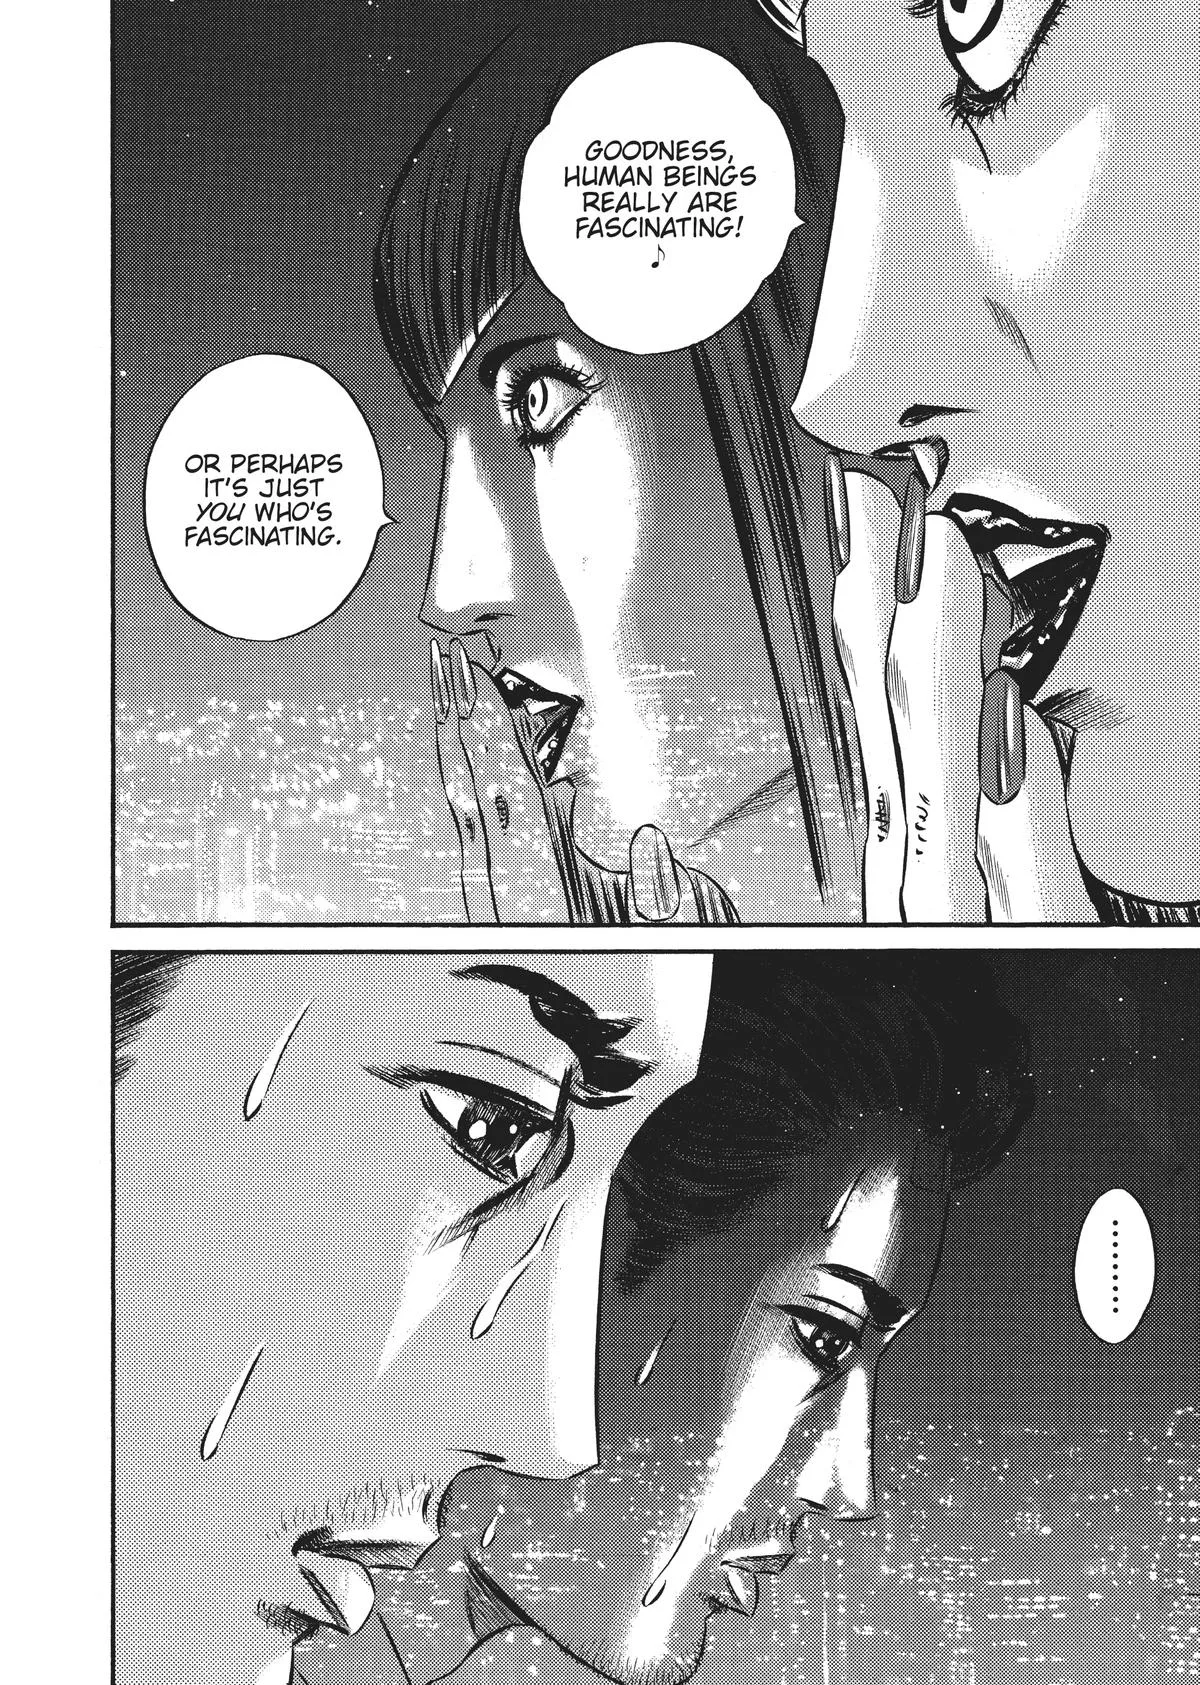 GOODNESS,
HUMAN BEINGS
REALLY ARE
FASCINATING!
♪
OR PERHAPS
IT'S JUST
YOU WHO'S
FASCINATING.
........